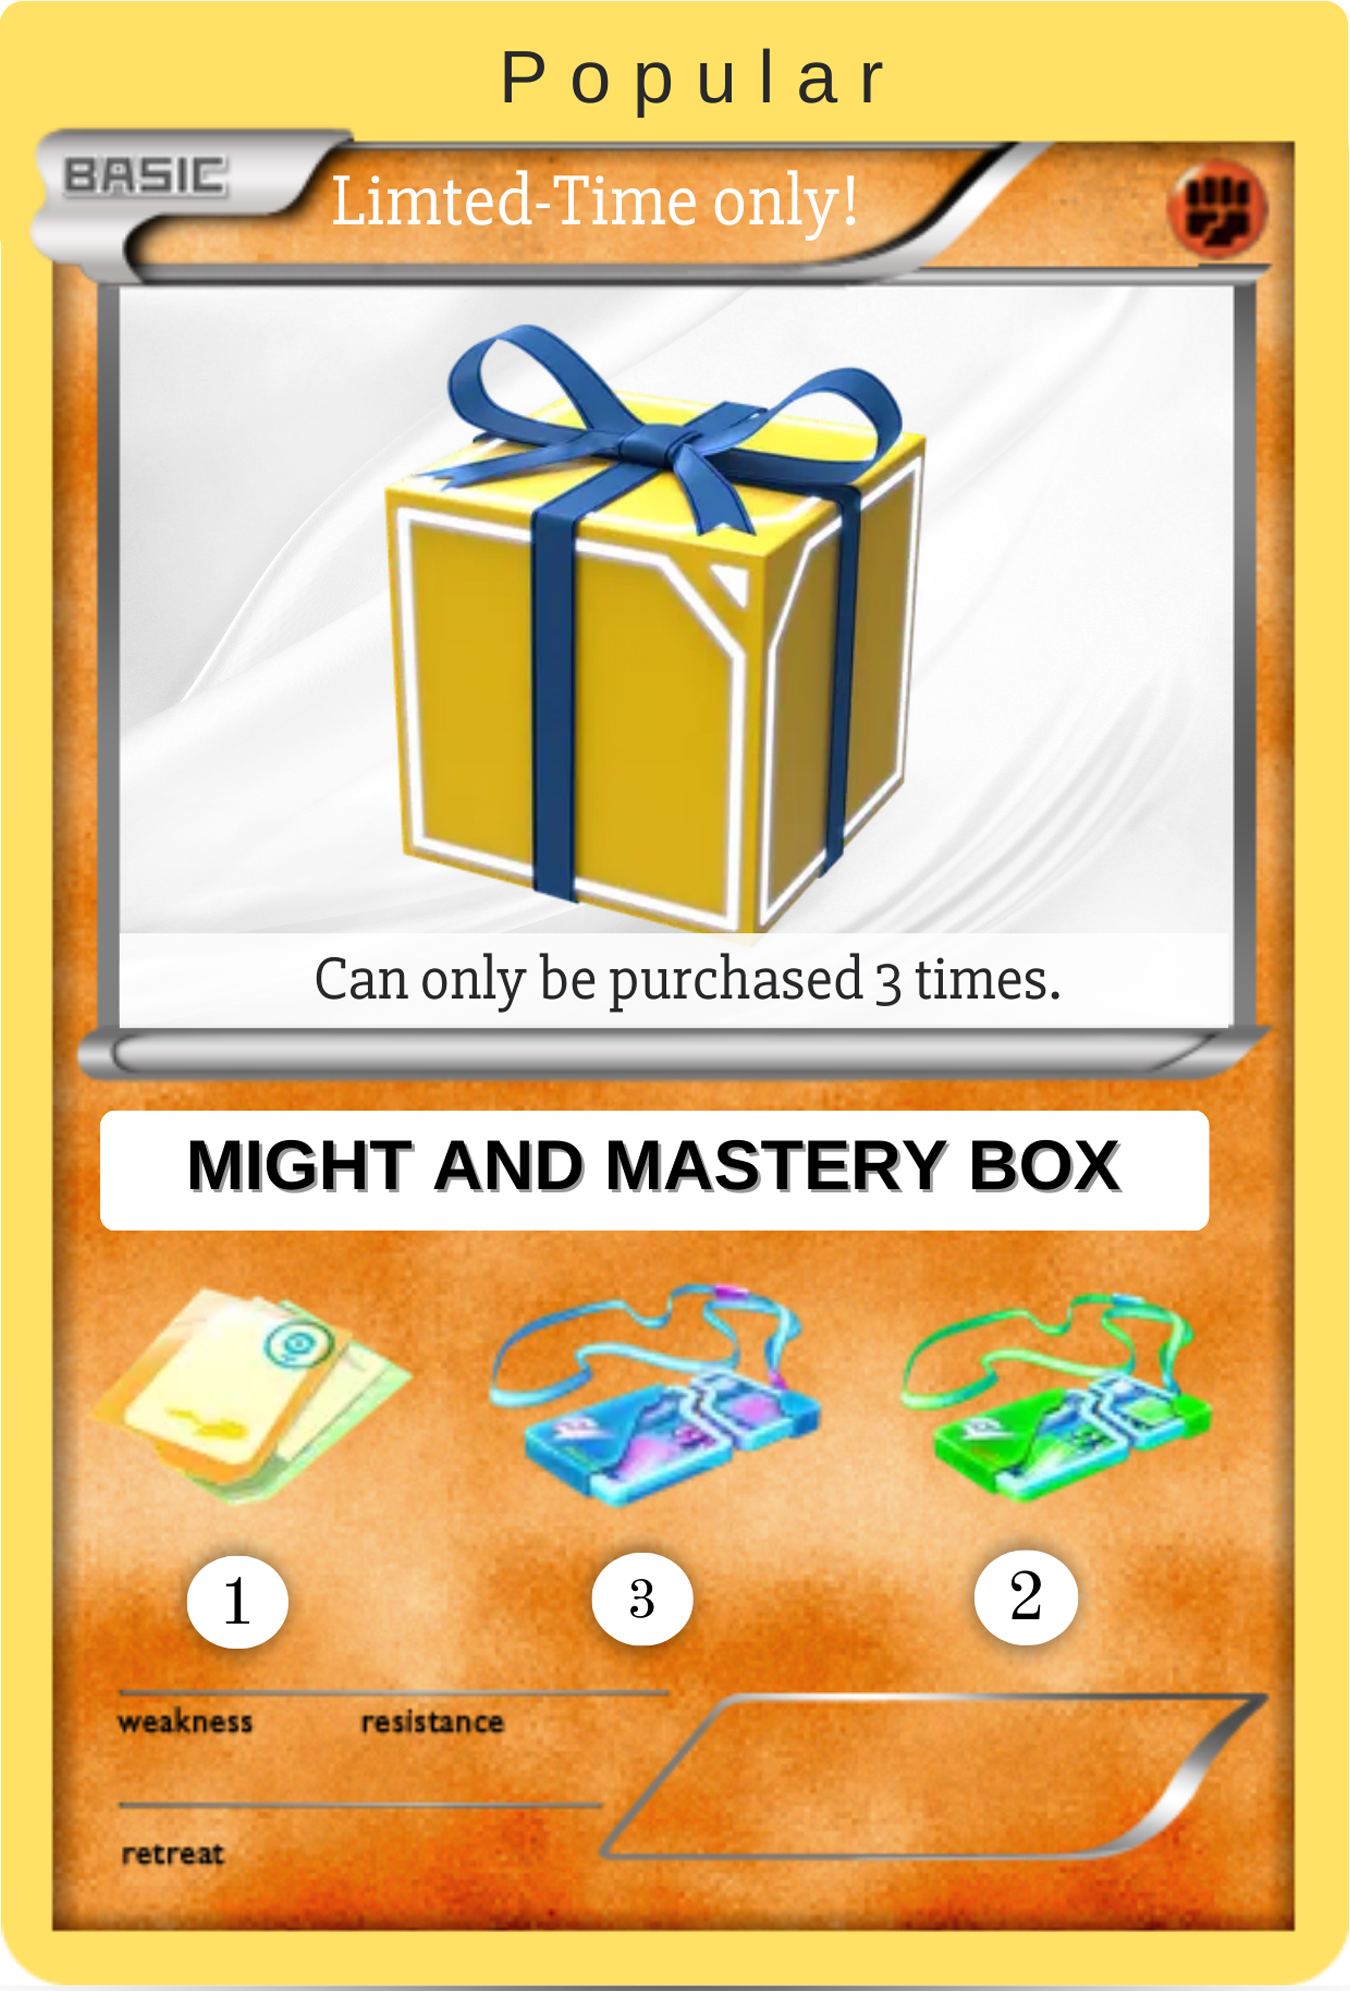 Popular
BASIC
Limted-Time only!
Can only be purchased 3 times.
MIGHT AND MASTERY BOX
1 3 2
weakness resistance
retreat